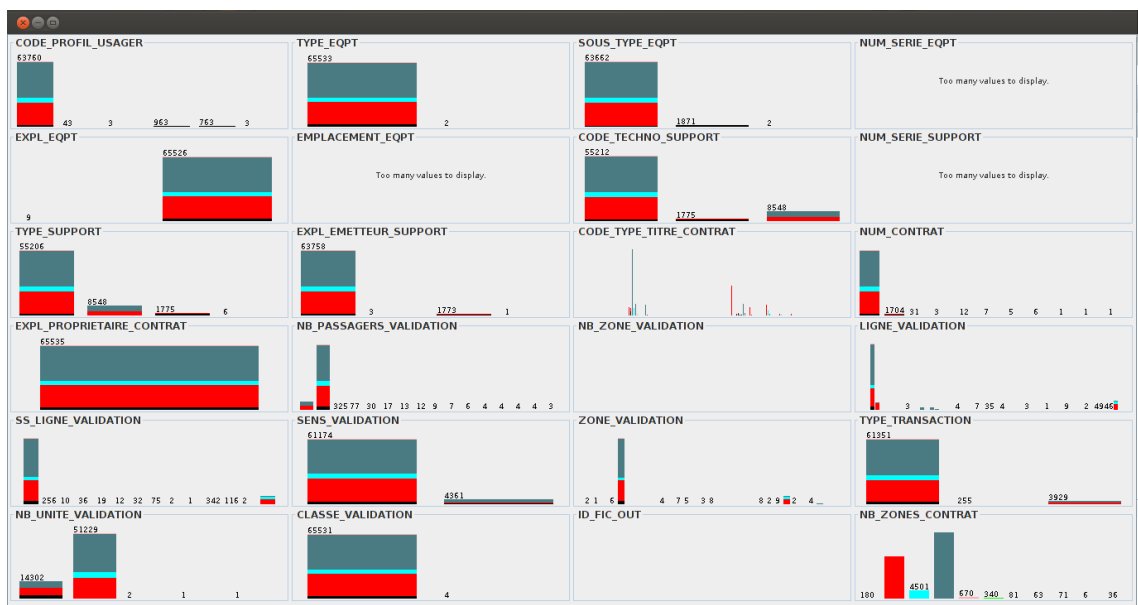 CODE_PROFIL_USAGER
63760
43 3 963 763 3
TYPE_EQPT
65533
2
SOUS_TYPE_EQPT
63662
1871 2
NUM_SERIE_EQPT
Too many values to display.
EXPL_EQPT
65526
9
EMPLACEMENT_EQPT
Too many values to display.
CODE_TECHNO_SUPPORT
55212
1775 8548
NUM_SERIE_SUPPORT
Too many values to display.
TYPE_SUPPORT
55206
8548 1775 6
EXPL_EMETTEUR_SUPPORT
63758
3 1773 1
CODE_TYPE_TITRE_CONTRAT
NUM_CONTRAT
1704 31 3 12 7 5 6 1 1 1
EXPL_PROPRIETAIRE_CONTRAT
65535
NB_PASSAGERS_VALIDATION
325 77 30 17 13 12 9 7 6 4 4 4 4 3
NB_ZONE_VALIDATION
LIGNE_VALIDATION
3 4 7 35 4 3 1 9 2 4946
SS_LIGNE_VALIDATION
256 10 36 19 12 32 75 2 1 342 116 2
SENS_VALIDATION
61174
4361
ZONE_VALIDATION
2 1 6 4 7 5 3 8 8 2 9 2 4
TYPE_TRANSACTION
61351
255 3929
NB_UNITE_VALIDATION
14302 51229
2 1 1
CLASSE_VALIDATION
65531
4
ID_FIC_OUT
NB_ZONES_CONTRAT
180 4501 670 340 81 63 71 6 36